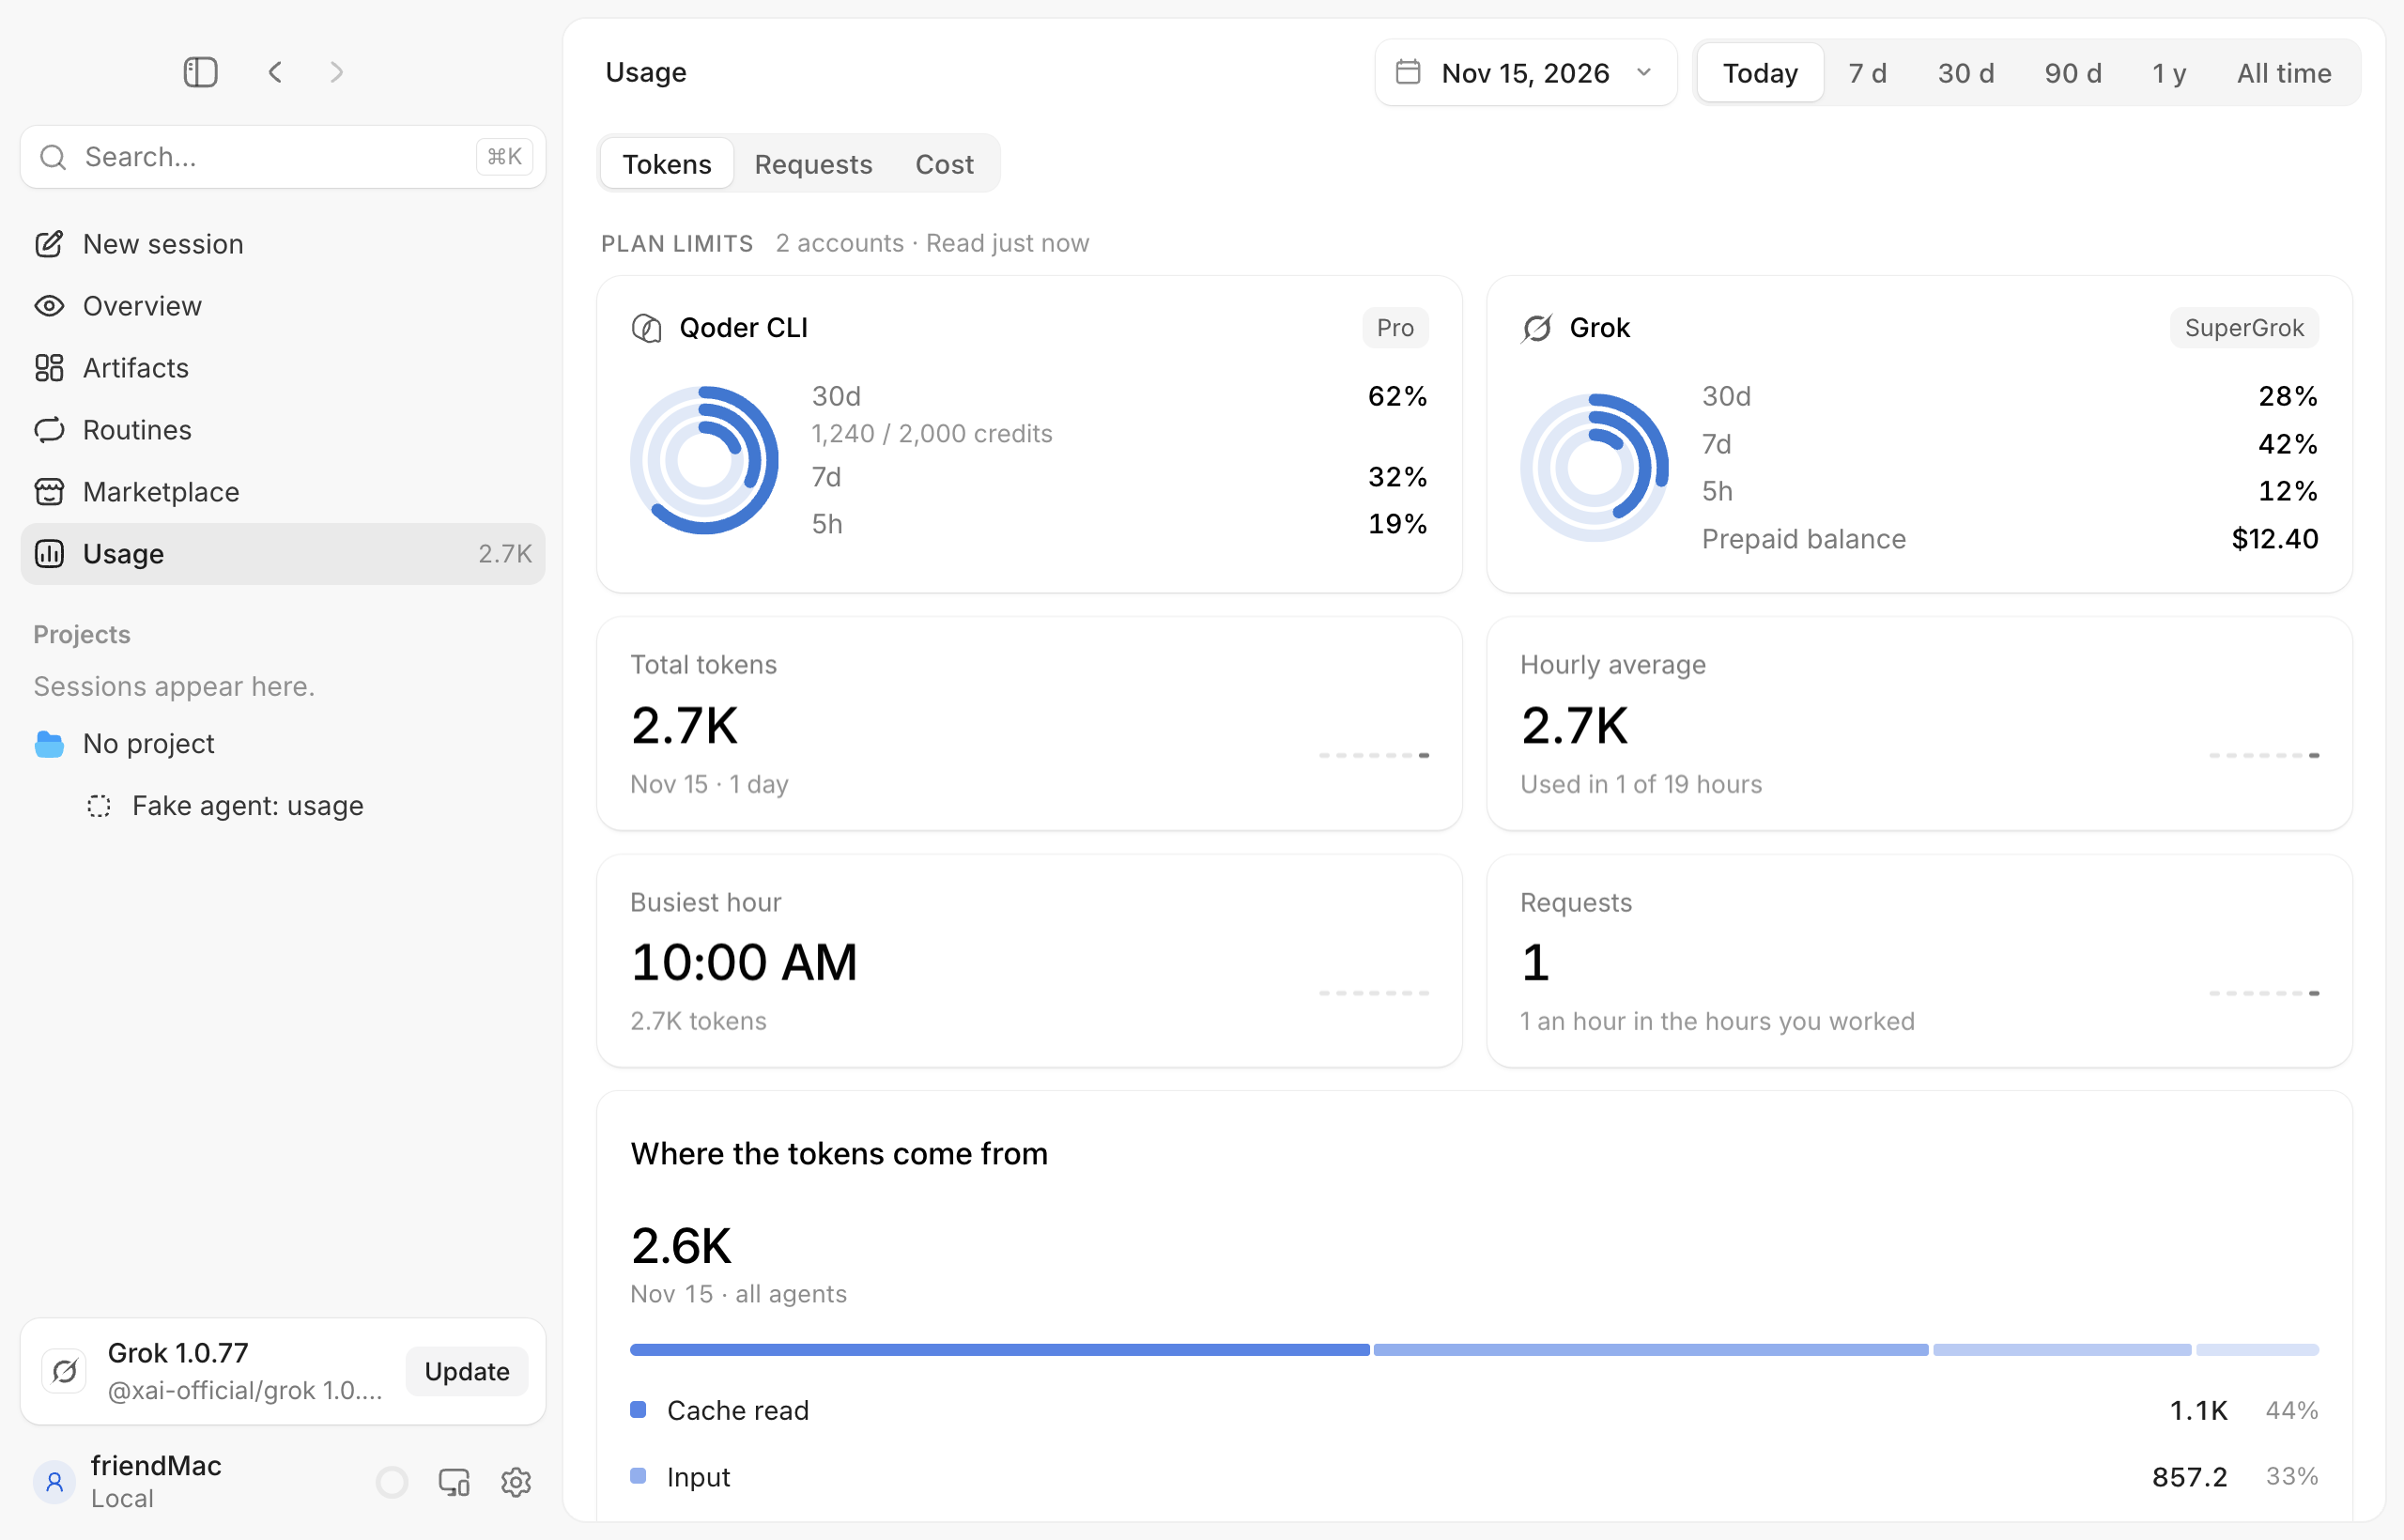 Search...
⌘K
New session
Overview
Artifacts
Routines
Marketplace
Usage 2.7K
Projects
Sessions appear here.
No project
Fake agent: usage
Grok 1.0.77
@xai-official/grok 1.0....
Update
friendMac
Local
Usage
Nov 15, 2026
Today 7 d 30 d 90 d 1 y All time
Tokens Requests Cost
PLAN LIMITS 2 accounts · Read just now
Qoder CLI Pro
30d 62%
1,240 / 2,000 credits
7d 32%
5h 19%
Grok SuperGrok
30d 28%
7d 42%
5h 12%
Prepaid balance $12.40
Total tokens
2.7K
Nov 15 · 1 day
Hourly average
2.7K
Used in 1 of 19 hours
Busiest hour
10:00 AM
2.7K tokens
Requests
1
1 an hour in the hours you worked
Where the tokens come from
2.6K
Nov 15 · all agents
Cache read 1.1K 44%
Input 857.2 33%